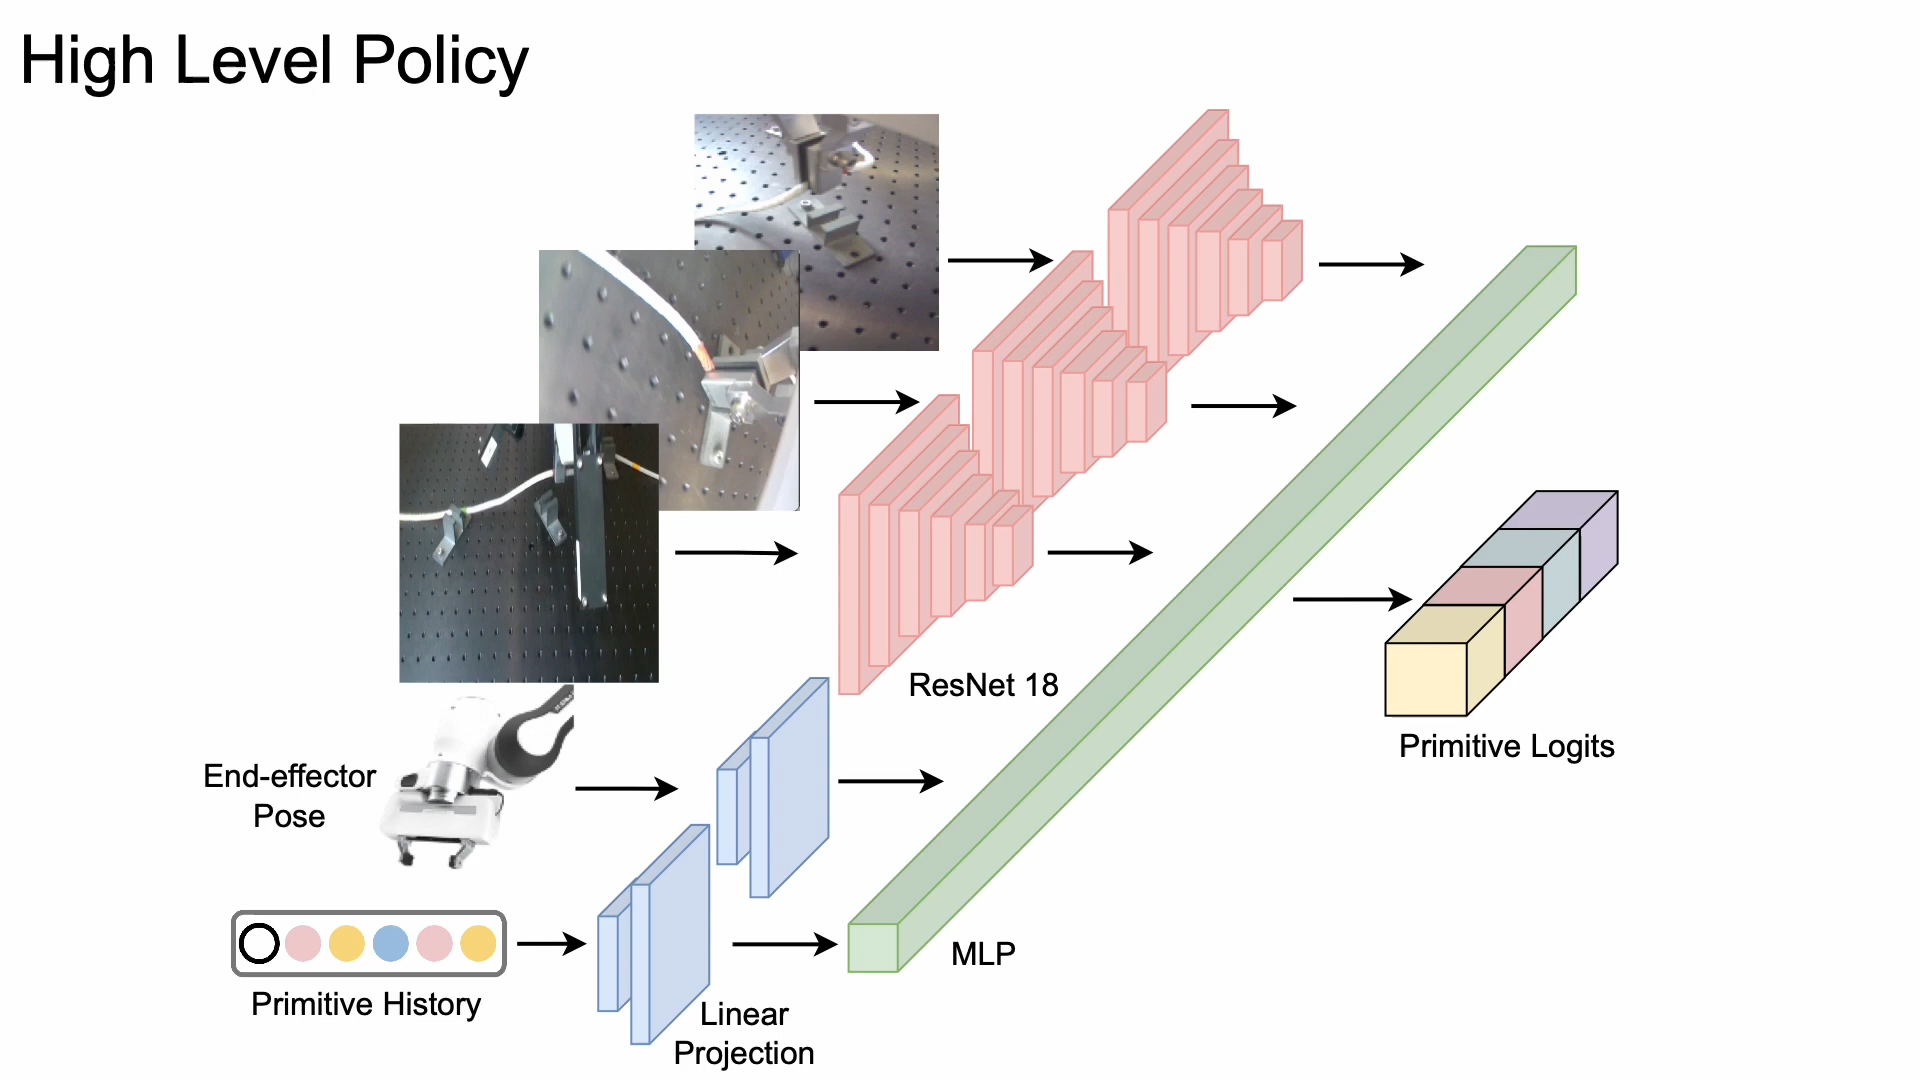 High Level Policy
ResNet 18
End-effector
Pose
Primitive Logits
MLP
Primitive History
Linear
Projection